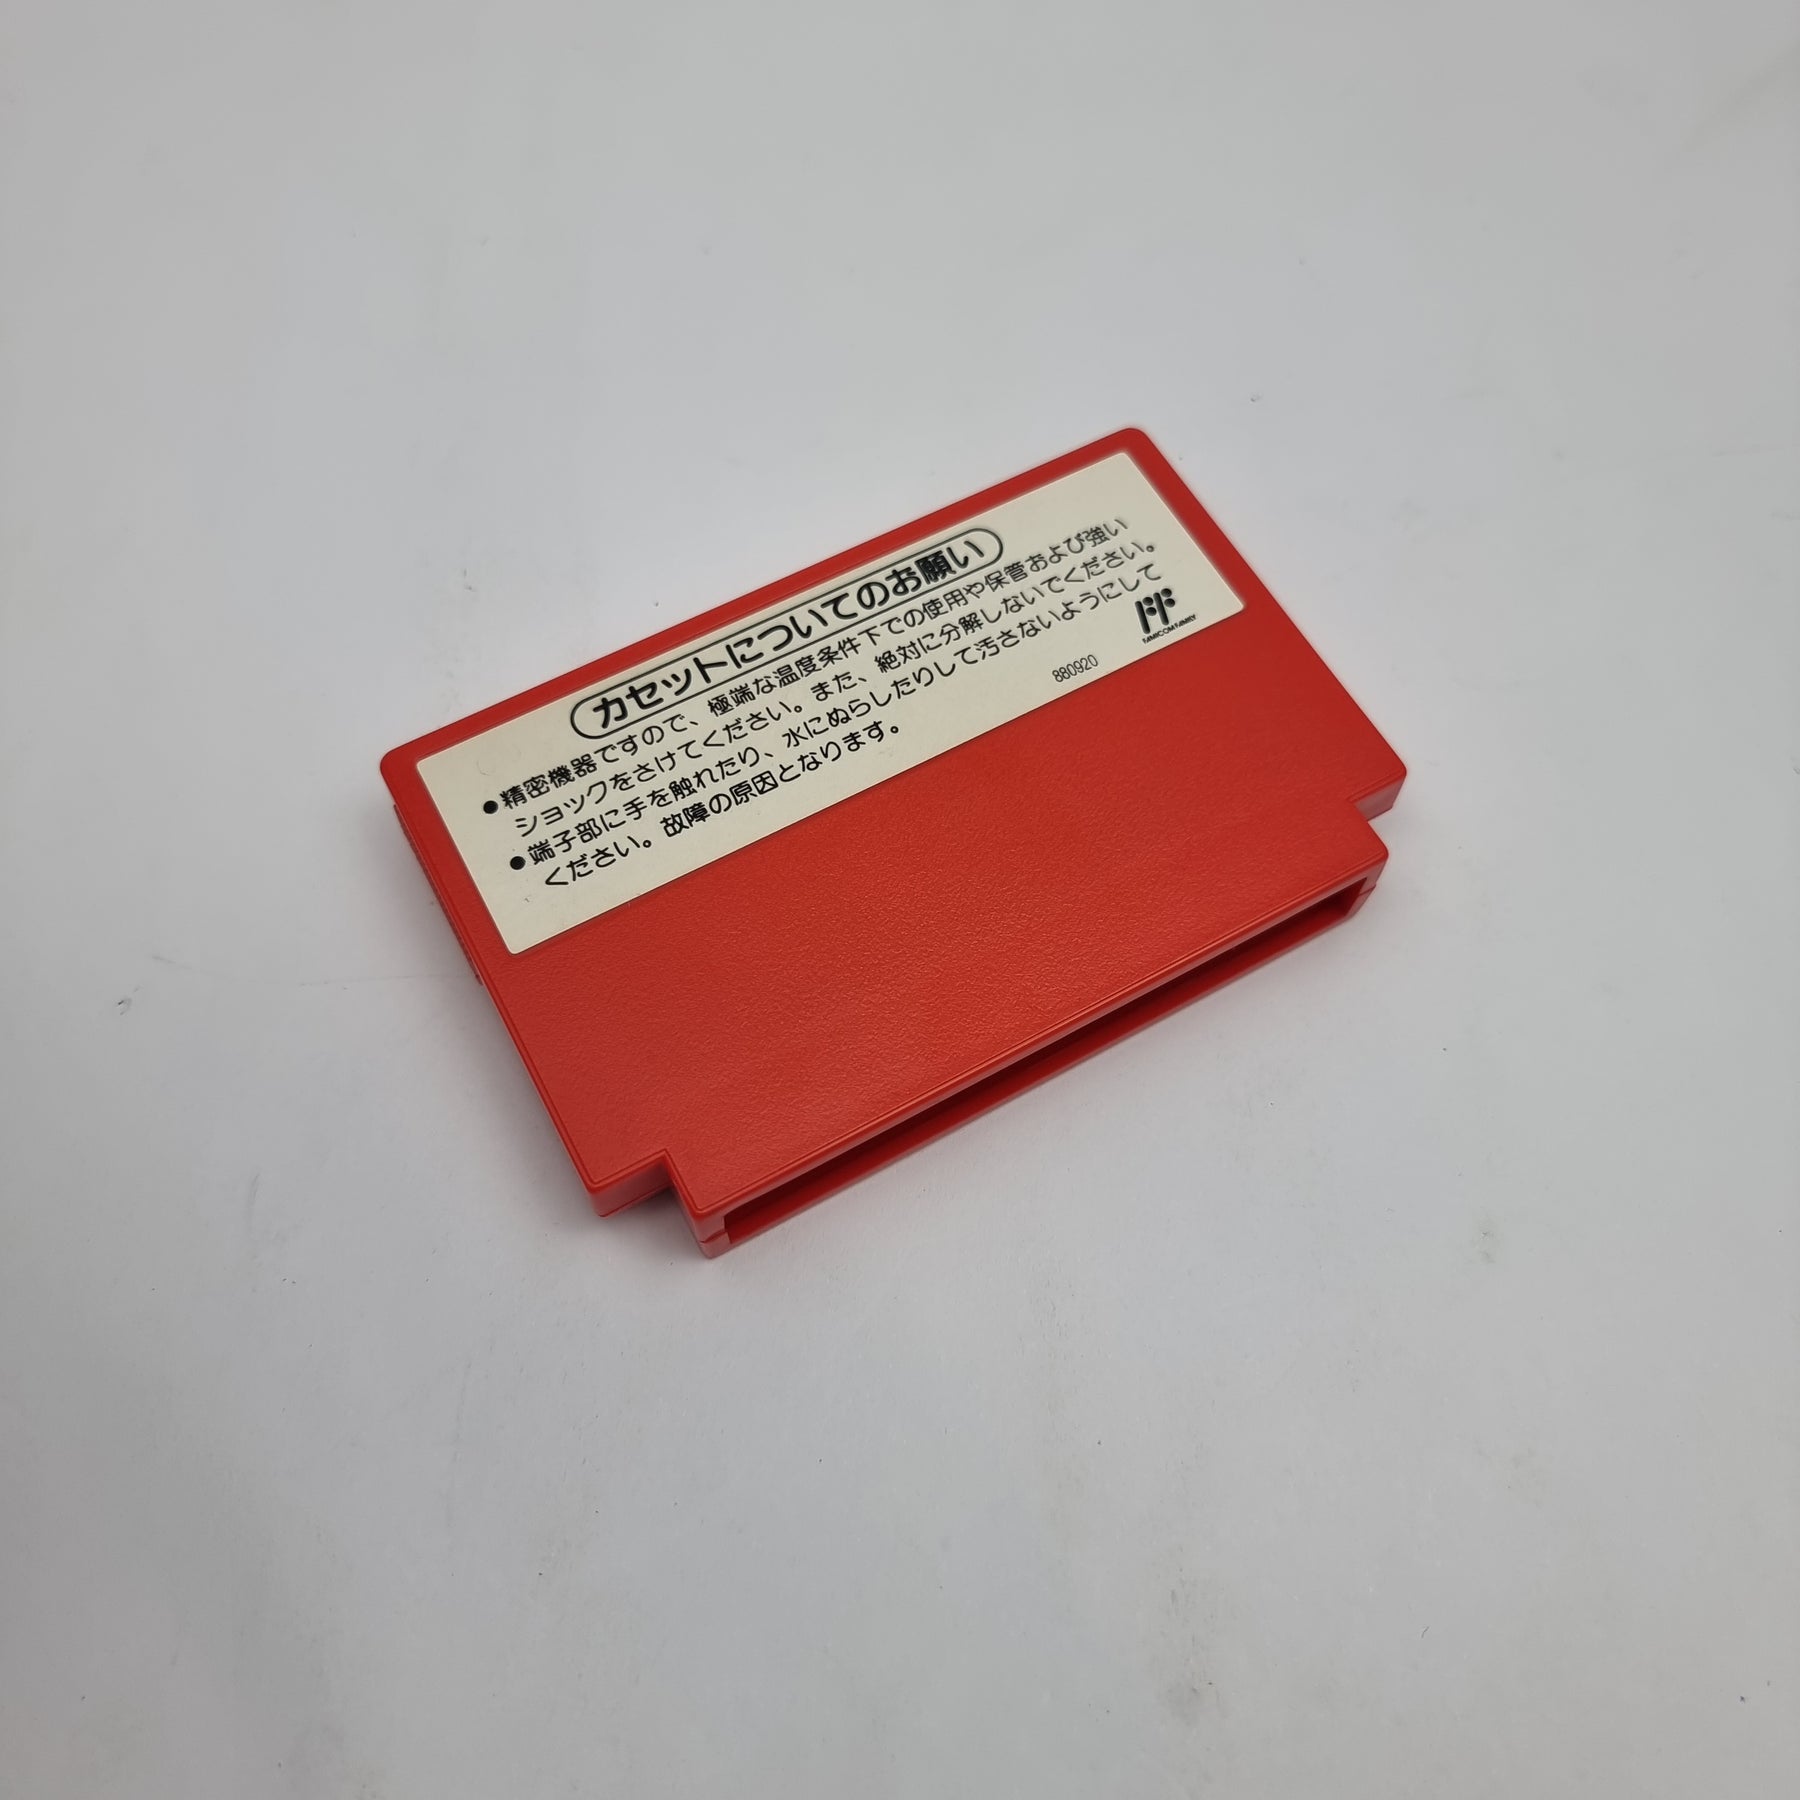 カセットについてのお願い
●精密機器ですので、極端な温度条件下での使用や保管および強い
ショックをさけてください。また、絶対に分解しないでください。
●端子部に手を触れたり、水にぬらしたりして汚さないようにして
ください。故障の原因となります。
FF
FAMICOM FAMILY
880920